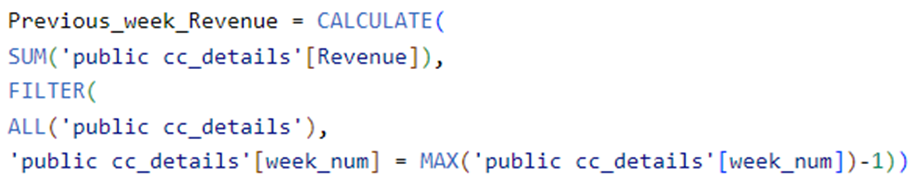 Previous_week_Revenue = CALCULATE(
SUM('public cc_details'[Revenue]),
FILTER(
ALL('public cc_details'),
'public cc_details'[week_num] = MAX('public cc_details'[week_num])-1))